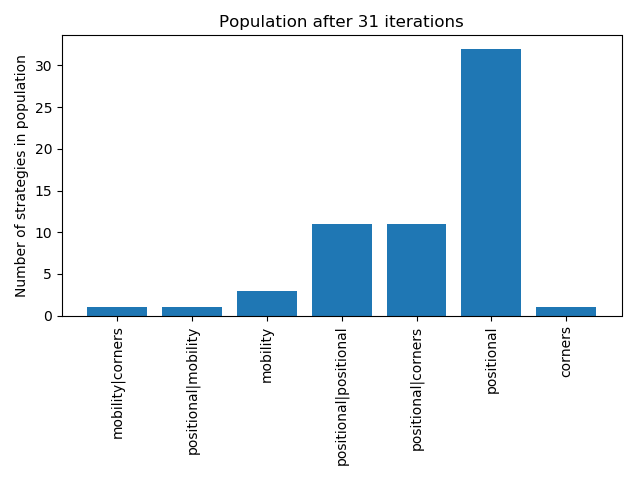 Population after 31 iterations
Number of strategies in population
30
25
20
15
10
5
0
mobility|corners
positional|mobility
mobility
positional|positional
positional|corners
positional
corners